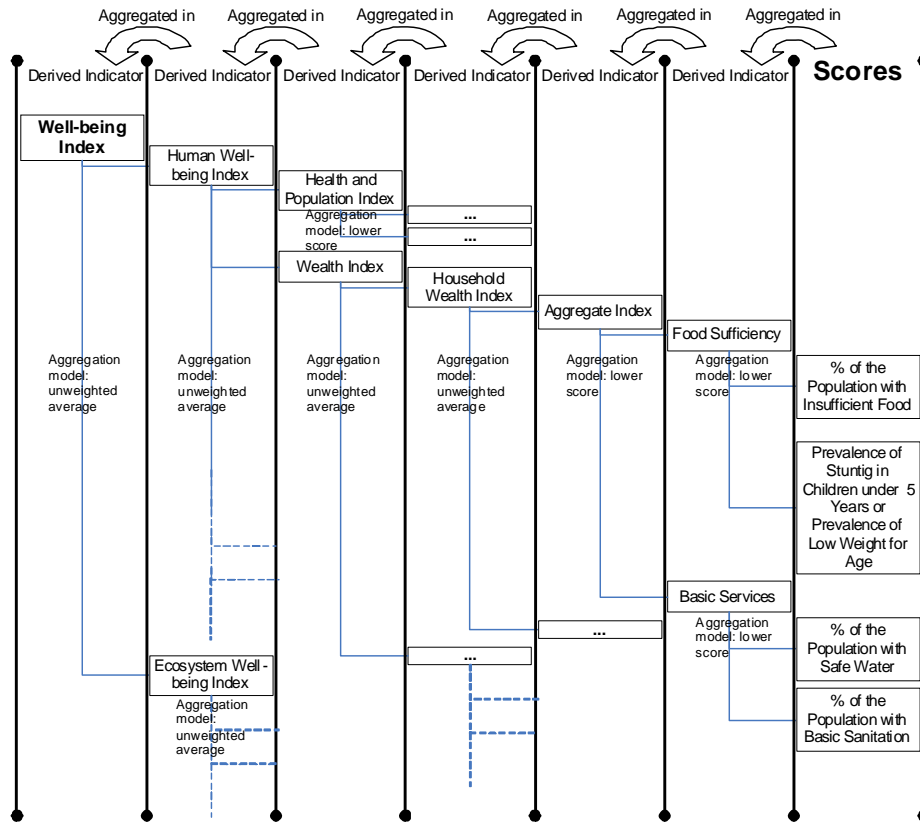 Aggregated in
Aggregated in
Aggregated in
Aggregated in
Aggregated in
Aggregated in
Derived Indicator
Derived Indicator
Derived Indicator
Derived Indicator
Derived Indicator
Derived Indicator
Scores
Well-being
Index
Human Well-
being Index
Health and
Population Index
Aggregation
model: lower
score
...
...
Wealth Index
Household
Wealth Index
Aggregate Index
Food Sufficiency
Aggregation
model:
unweighted
average
Aggregation
model:
unweighted
average
Aggregation
model:
unweighted
average
Aggregation
model:
unweighted
average
Aggregation
model: lower
score
Aggregation
model: lower
score
% of the
Population with
Insufficient Food
Prevalence of
Stuntig in
Children under 5
Years or
Prevalence of
Low Weight for
Age
Basic Services
Aggregation
model: lower
score
...
...
% of the
Population with
Safe Water
Ecosystem Well-
being Index
Aggregation
model:
unweighted
average
% of the
Population with
Basic Sanitation